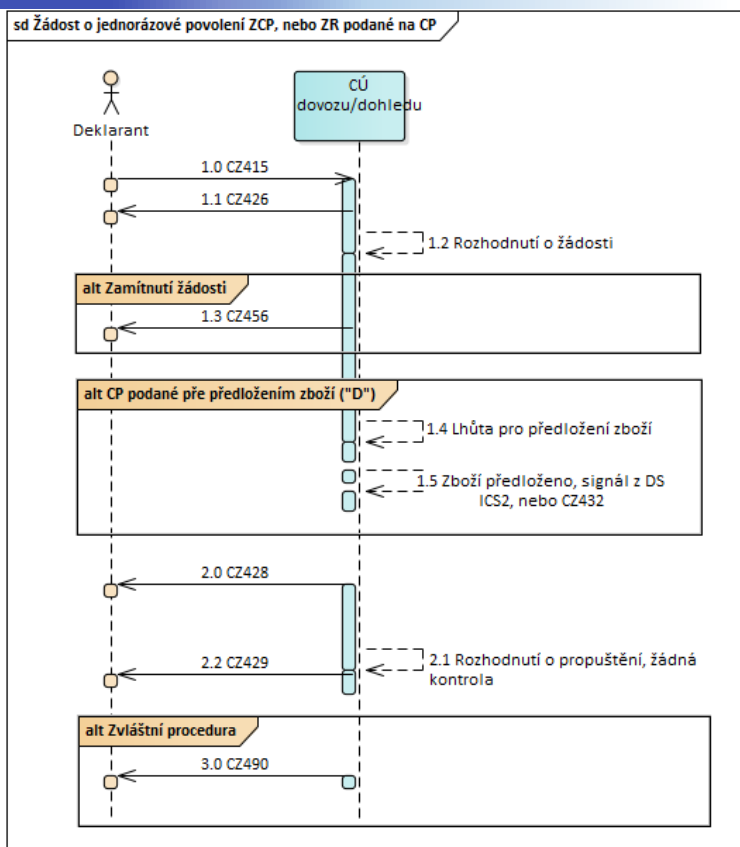 sd Žádost o jednorázové povolení ZCP, nebo ZR podané na CP
CÚ
dovozu/dohledu
Deklarant
1.0 CZ415
1.1 CZ426
1.2 Rozhodnutí o žádosti
alt Zamítnutí žádosti
1.3 CZ456
alt CP podané pře předložením zboží ("D")
1.4 Lhůta pro předložení zboží
1.5 Zboží předloženo, signál z DS
ICS2, nebo CZ432
2.0 CZ428
2.1 Rozhodnutí o propuštění, žádná
kontrola
2.2 CZ429
alt Zvláštní procedura
3.0 CZ490